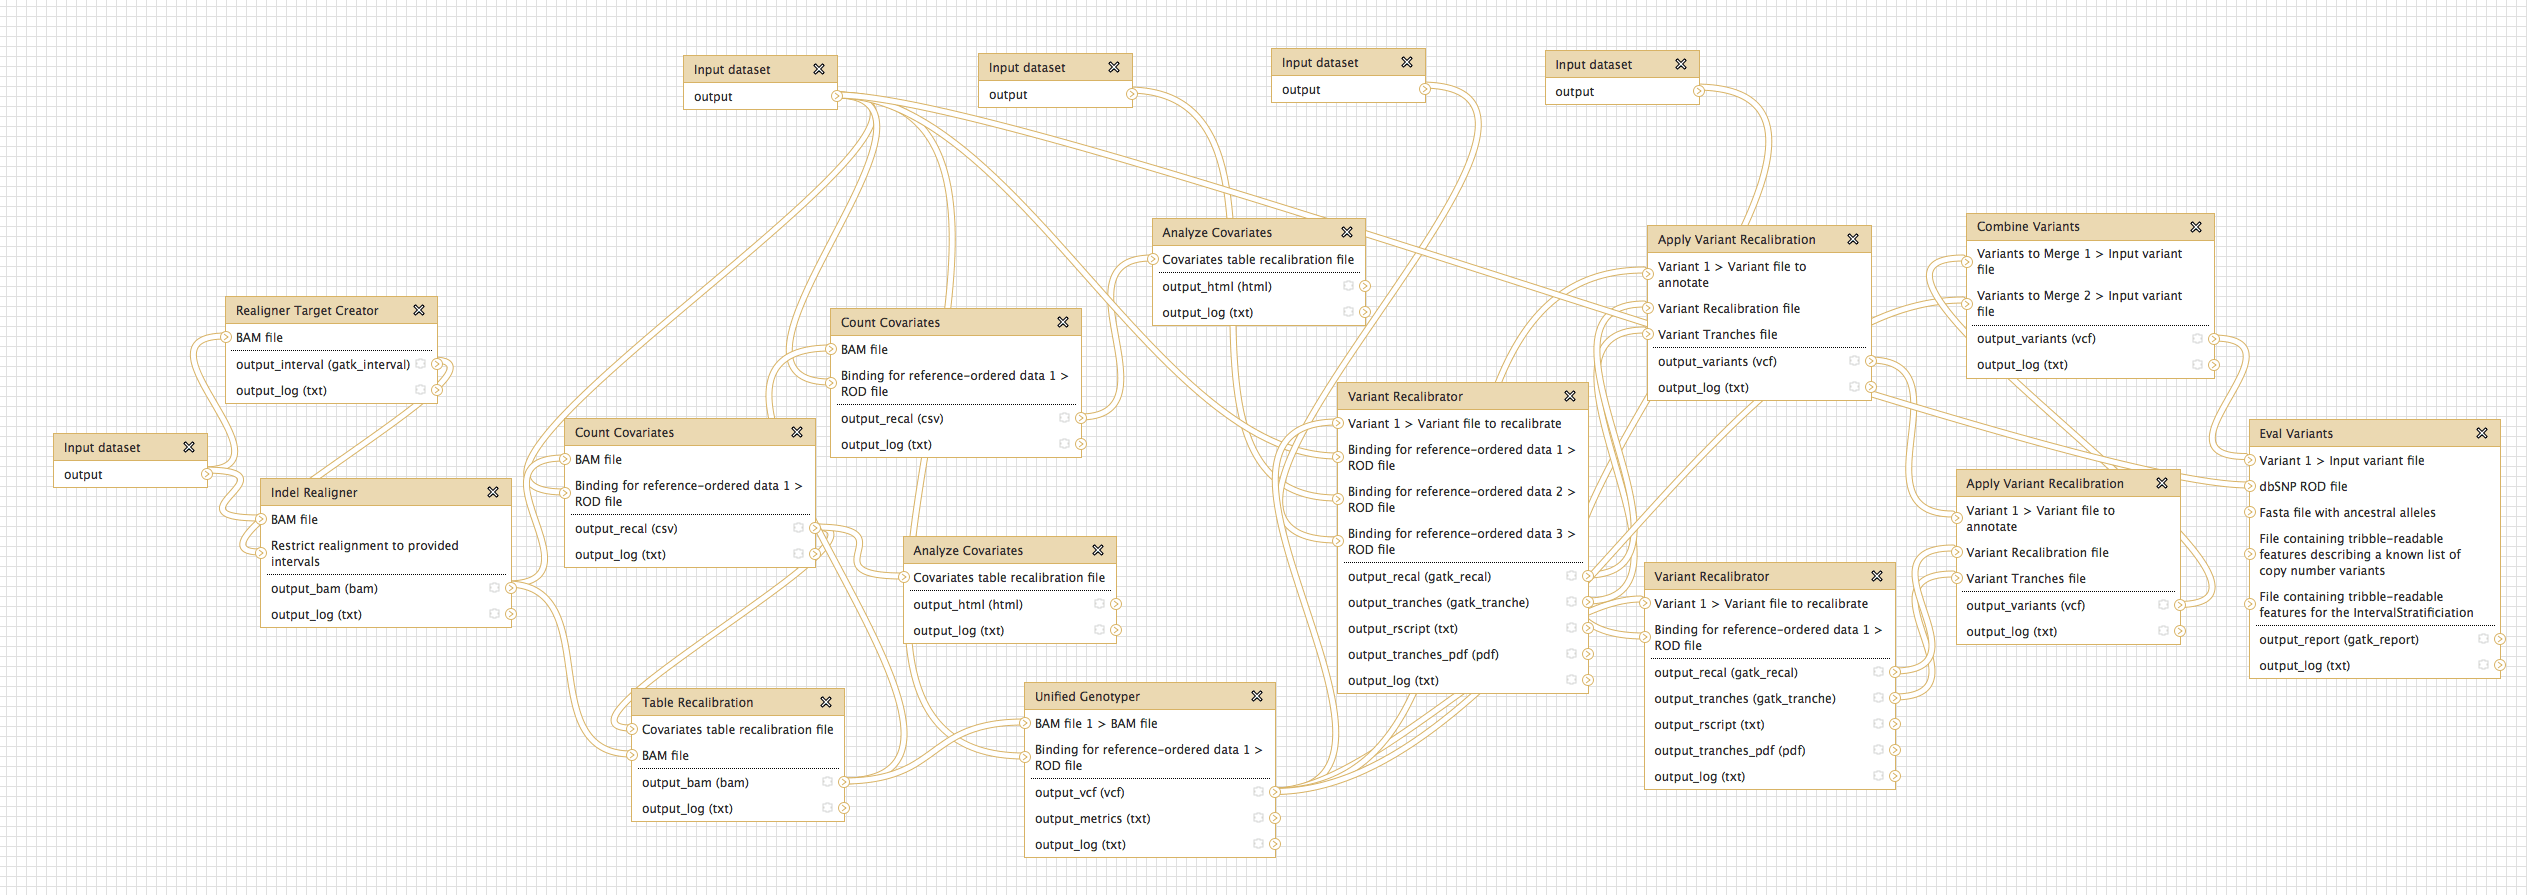 Input dataset
output
Input dataset
output
Input dataset
output
Input dataset
output
Input dataset
output
Realigner Target Creator
BAM file
output_interval (gatk_interval)
output_log (txt)
Indel Realigner
BAM file
Restrict realignment to provided
intervals
output_bam (bam)
output_log (txt)
Count Covariates
BAM file
Binding for reference-ordered data 1 >
ROD file
output_recal (csv)
output_log (txt)
Count Covariates
BAM file
Binding for reference-ordered data 1 >
ROD file
output_recal (csv)
output_log (txt)
Table Recalibration
Covariates table recalibration file
BAM file
output_bam (bam)
output_log (txt)
Analyze Covariates
Covariates table recalibration file
output_html (html)
output_log (txt)
Analyze Covariates
Covariates table recalibration file
output_html (html)
output_log (txt)
Unified Genotyper
BAM file 1 > BAM file
Binding for reference-ordered data 1 >
ROD file
output_vcf (vcf)
output_metrics (txt)
output_log (txt)
Variant Recalibrator
Variant 1 > Variant file to recalibrate
Binding for reference-ordered data 1 >
ROD file
Binding for reference-ordered data 2 >
ROD file
Binding for reference-ordered data 3 >
ROD file
output_recal (gatk_recal)
output_tranches (gatk_tranche)
output_rscript (txt)
output_tranches_pdf (pdf)
output_log (txt)
Apply Variant Recalibration
Variant 1 > Variant file to
annotate
Variant Recalibration file
Variant Tranches file
output_variants (vcf)
output_log (txt)
Variant Recalibrator
Variant 1 > Variant file to recalibrate
Binding for reference-ordered data 1 >
ROD file
output_recal (gatk_recal)
output_tranches (gatk_tranche)
output_rscript (txt)
output_tranches_pdf (pdf)
output_log (txt)
Combine Variants
Variants to Merge 1 > Input variant
file
Variants to Merge 2 > Input variant
file
output_variants (vcf)
output_log (txt)
Apply Variant Recalibration
Variant 1 > Variant file to
annotate
Variant Recalibration file
Variant Tranches file
output_variants (vcf)
output_log (txt)
Eval Variants
Variant 1 > Input variant file
dbSNP ROD file
Fasta file with ancestral alleles
File containing tribble-readable
features describing a known list of
copy number variants
File containing tribble-readable
features for the IntervalStratificiation
output_report (gatk_report)
output_log (txt)